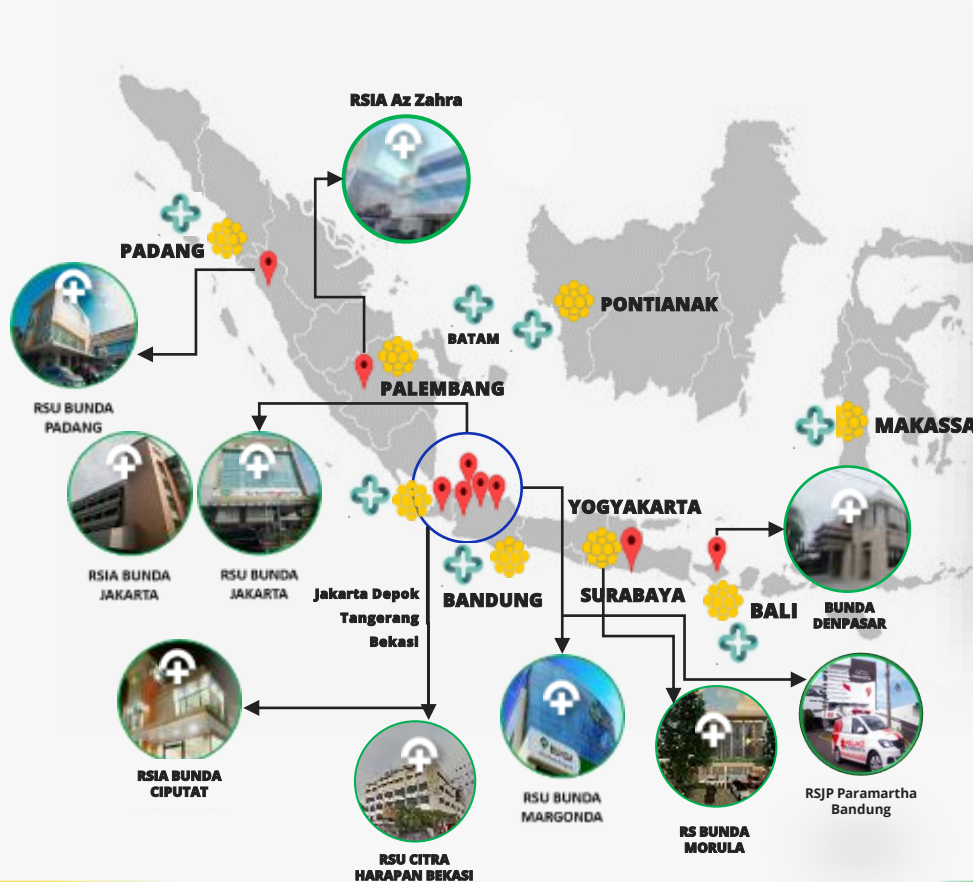 RSIA Az Zahra
PADANG
BATAM
PONTIANAK
PALEMBANG
RSU BUNDA
PADANG
MAKASSA
YOGYAKARTA
RSIA BUNDA
JAKARTA
RSU BUNDA
JAKARTA
Jakarta Depok
Tangerang
Bekasi
BANDUNG
SURABAYA
BALI
BUNDA
DENPASAR
RSIA BUNDA
CIPUTAT
RSU CITRA
HARAPAN BEKASI
BUNDA
RSU BUNDA
MARGONDA
RS BUNDA
MORULA
RSJP Paramartha
Bandung